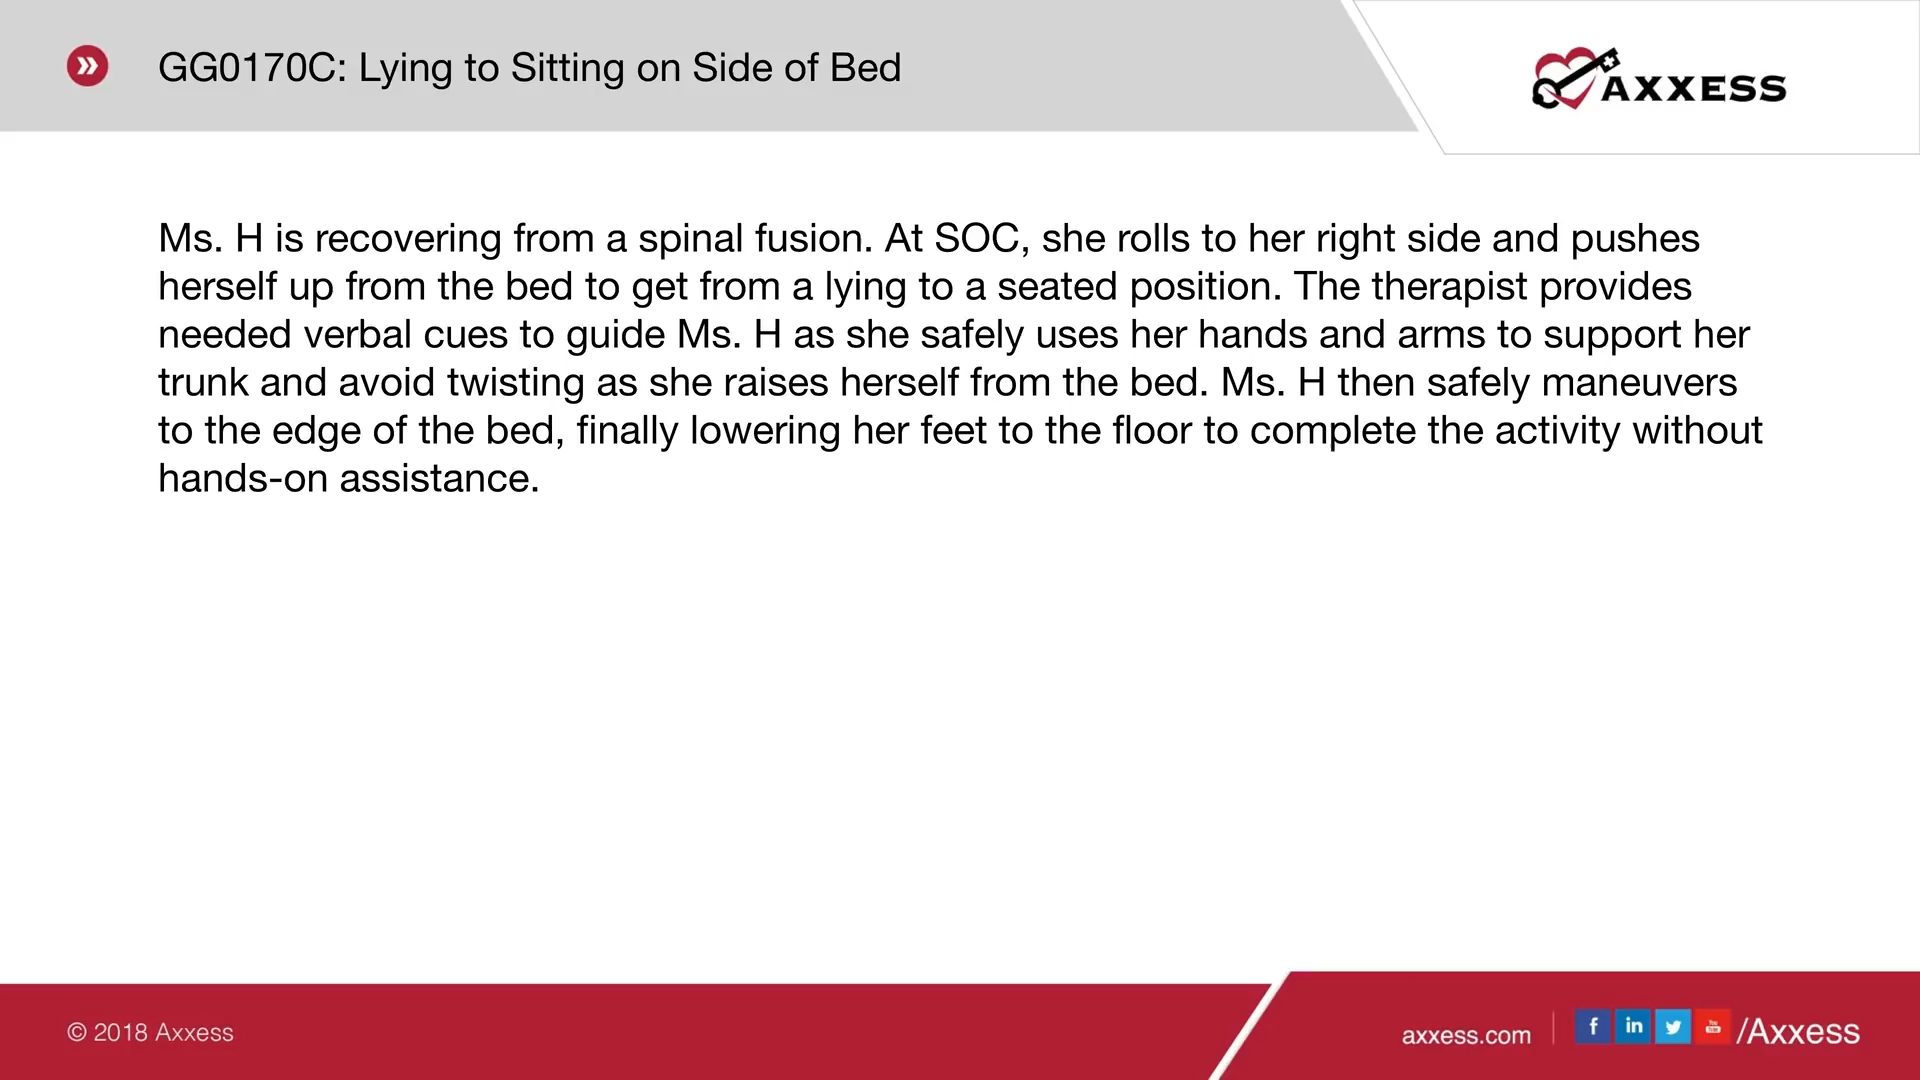 GG0170C: Lying to Sitting on Side of Bed
AXXESS
Ms. H is recovering from a spinal fusion. At SOC, she rolls to her right side and pushes
herself up from the bed to get from a lying to a seated position. The therapist provides
needed verbal cues to guide Ms. H as she safely uses her hands and arms to support her
trunk and avoid twisting as she raises herself from the bed. Ms. H then safely maneuvers
to the edge of the bed, finally lowering her feet to the floor to complete the activity without
hands-on assistance.
© 2018 Axxess
axxess.com
f in You /Axxess